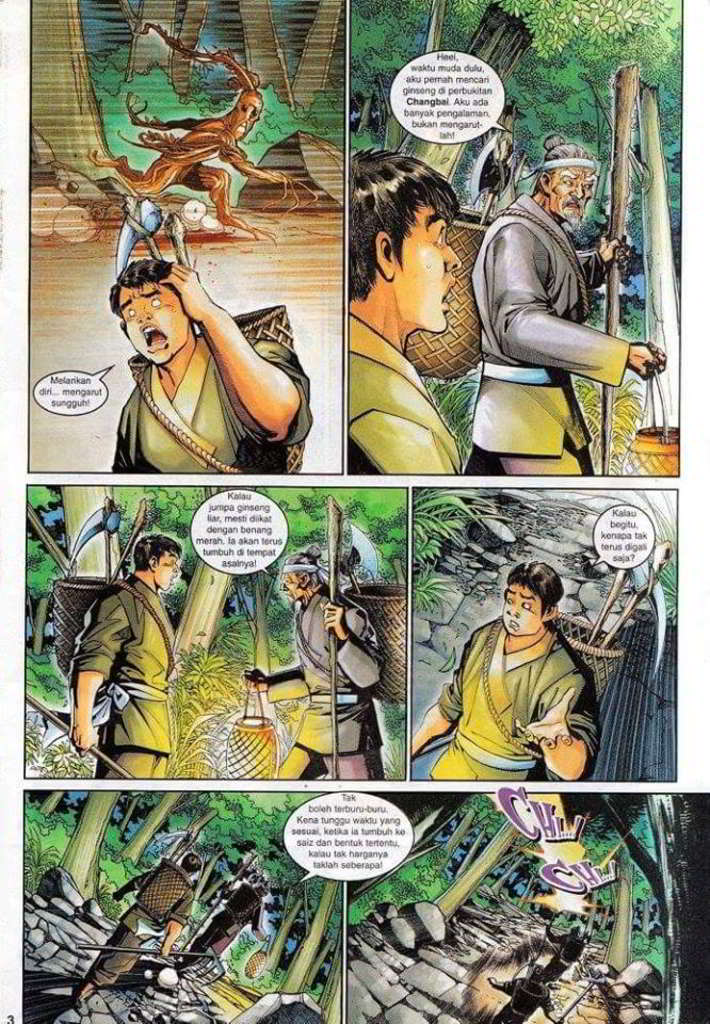 Melarikan
diri... mengarut
sungguh!
Heei,
waktu muda dulu,
aku pernah mencari
ginseng di perbukitan
Changbai. Aku ada
banyak pengalaman,
bukan mengarut-
lah!
Kalau
jumpa ginseng
liar, mesti diikat
dengan benang
merah. Ia akan terus
tumbuh di tempat
asalnya!
Kalau
begitu,
kenapa tak
terus digali
saja?
Tak
boleh terburu-buru.
Kena tunggu waktu yang
sesuai, ketika ia tumbuh ke
saiz dan bentuk tertentu,
kalau tak harganya
taklah seberapa!
CHI...!
CHI...!
3